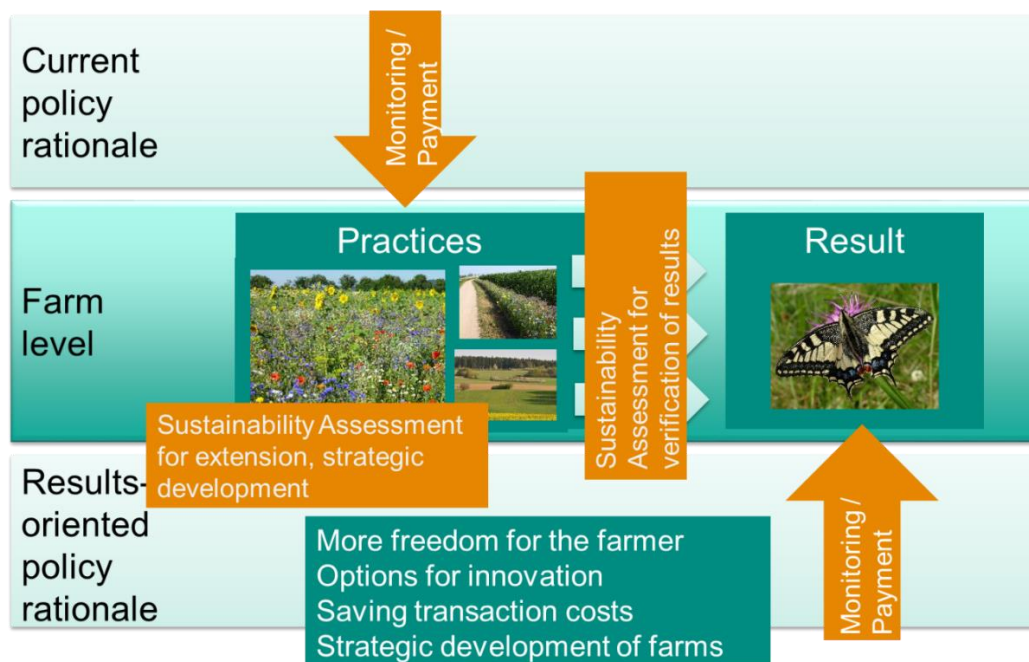 Current
policy
rationale
Monitoring /
Payment
Farm
level
Practices
Sustainability
Assessment for
verification of results
Result
Sustainability Assessment
for extension, strategic
development
Results-
oriented
policy
rationale
More freedom for the farmer
Options for innovation
Saving transaction costs
Strategic development of farms
Monitoring /
Payment